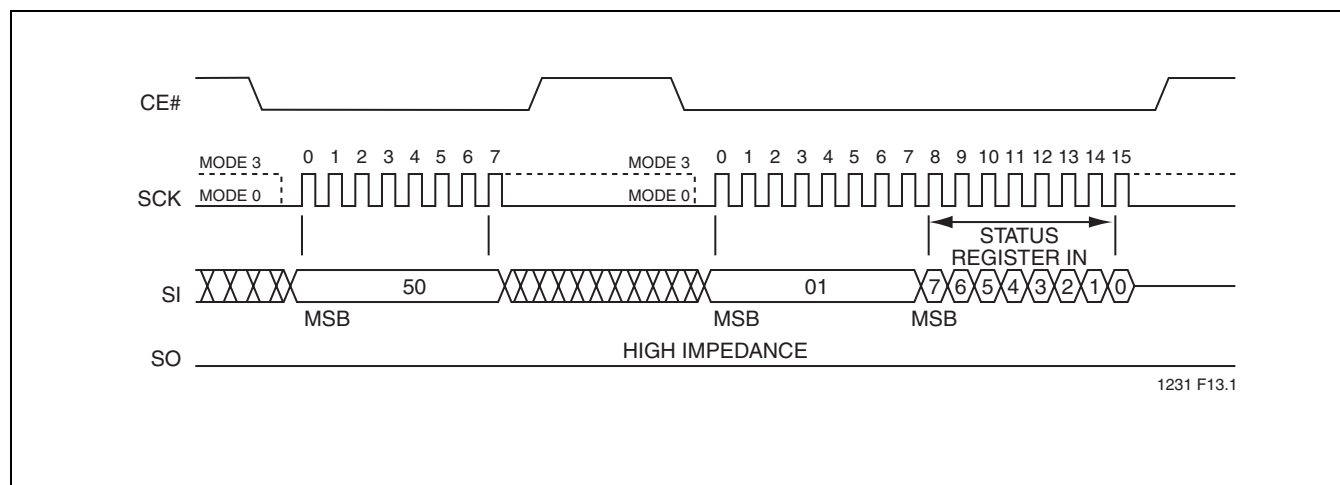 CE#
MODE 3 0 1 2 3 4 5 6 7 MODE 3 0 1 2 3 4 5 6 7 8 9 10 11 12 13 14 15
SCK MODE 0 MODE 0
STATUS
REGISTER IN
SI 50 01 7 6 5 4 3 2 1 0
MSB MSB MSB
SO HIGH IMPEDANCE
1231 F13.1